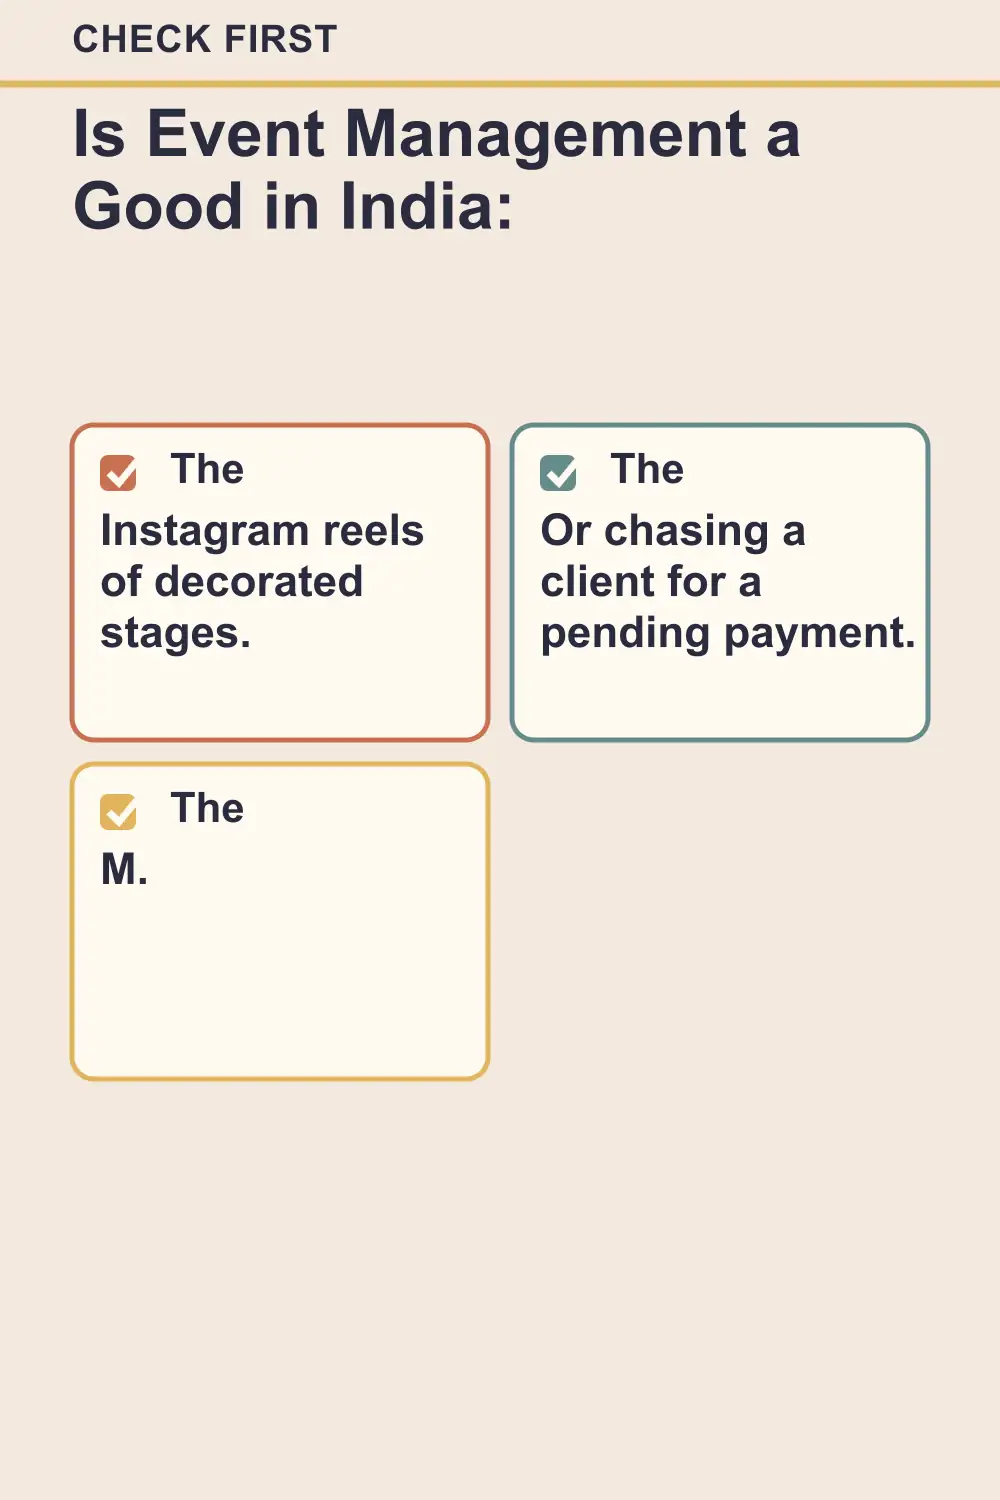 CHECK FIRST
Is Event Management a
Good in India:
The
Instagram reels
of decorated
stages.
The
Or chasing a
client for a
pending payment.
The
M.